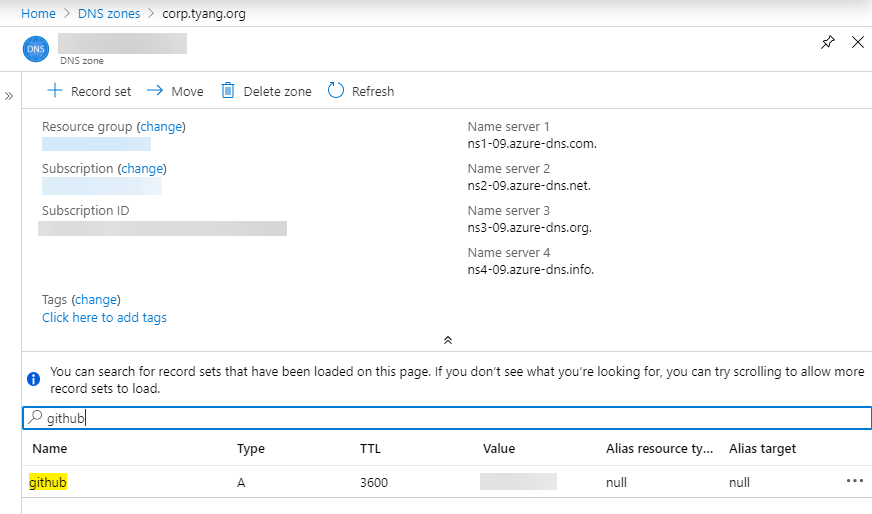 Home > DNS zones > corp.tyang.org
DNS
DNS zone
» + Record set → Move Delete zone Refresh
Resource group (change)
Subscription (change)
Subscription ID
Tags (change)
Click here to add tags
Name server 1
ns1-09.azure-dns.com.
Name server 2
ns2-09.azure-dns.net.
Name server 3
ns3-09.azure-dns.org.
Name server 4
ns4-09.azure-dns.info.
You can search for record sets that have been loaded on this page. If you don't see what you're looking for, you can try scrolling to allow more
record sets to load.
github
Name Type TTL Value Alias resource ty... Alias target
github A 3600 null null ...